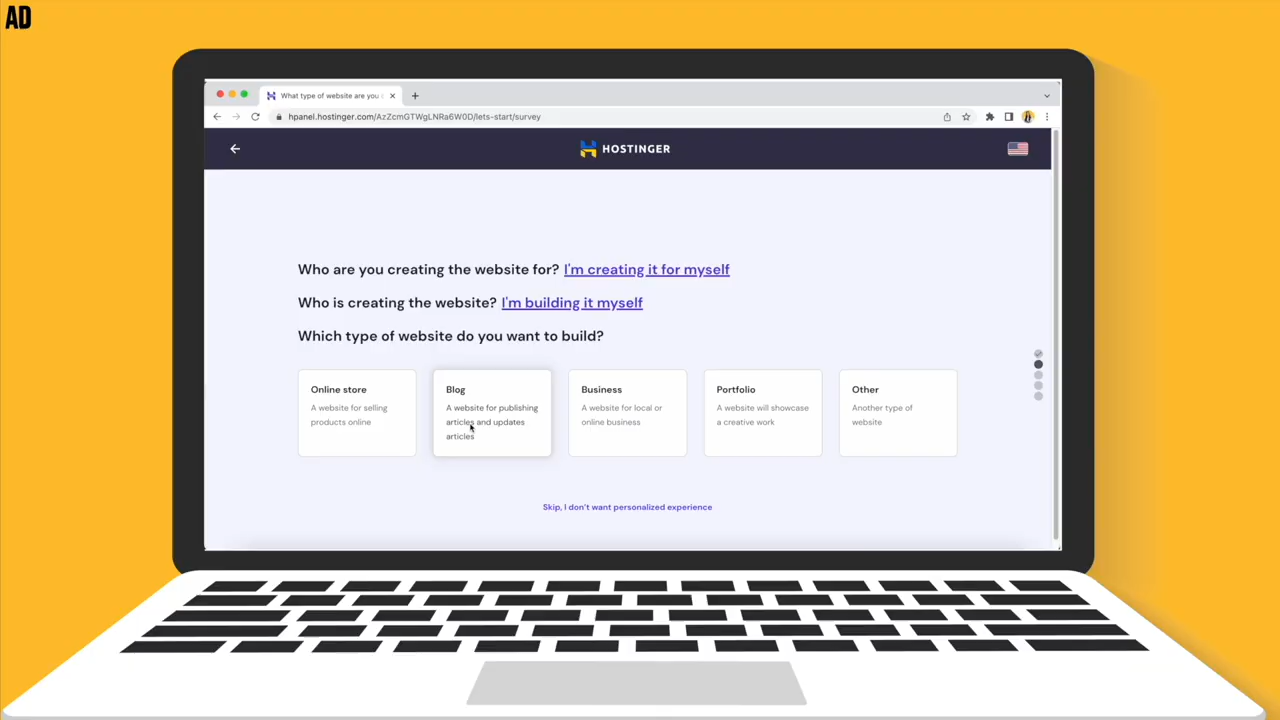 AD
What type of website are you
hpanel.hostinger.com/AzZcmGTWgLNRa6W0D/lets-start/survey
HOSTINGER
Who are you creating the website for? I'm creating it for myself
Who is creating the website? I'm building it myself
Which type of website do you want to build?
Online store
A website for selling
products online
Blog
A website for publishing
articles and updates
articles
Business
A website for local or
online business
Portfolio
A website will showcase
a creative work
Other
Another type of
website
Skip, I don't want personalized experience